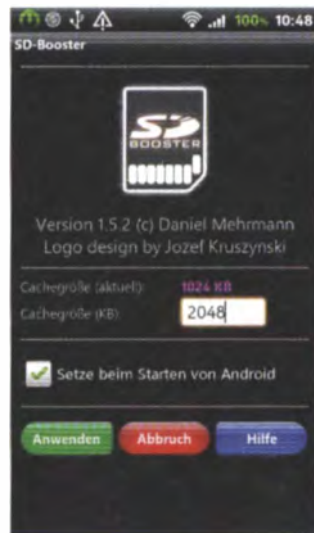 100% 10:48
SD-Booster
SD
BOOSTER
Version 1.5.2 (c) Daniel Mehrmann
Logo design by Jozef Kruszynski
Cachegröße (aktuell): 1024 KB
Cachegröße (KB): 2048
Setze beim Starten von Android
Anwenden Abbruch Hilfe